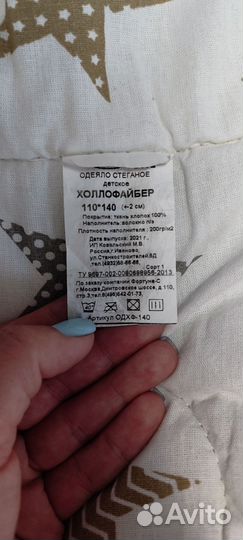 ОДЕЯЛО СТЕГАНОЕ
детское
ХОЛЛОФАЙБЕР
110*140 (+-2 см)
Покрытие: ткань хлопок 100%
Наполнитель: волокно п/э
Плотность наполнителя : 200гр/м2
Дата выпуска: 2021 г.
ИП Ковальский М.В.
Россия, г.Иваново,
ул.Станкостроителей,
Сорт 1
По заказу компании Фортуна-С
г.Москва, Дмитровское шоссе, д.110,
Артикул ОДХФ-140
Avito